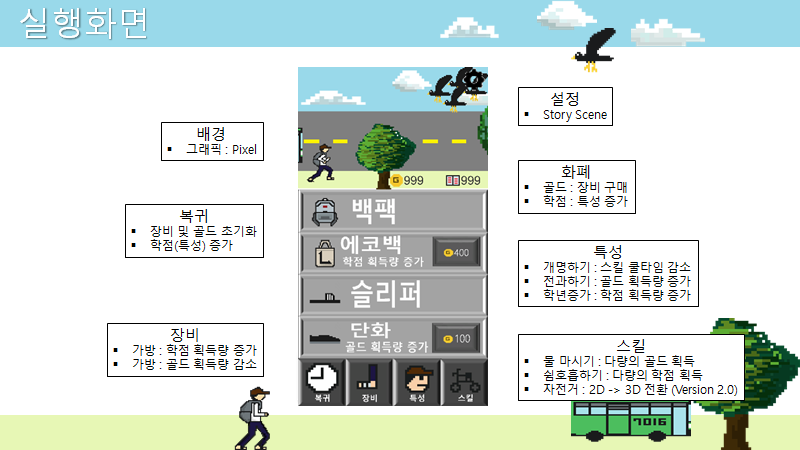 실행화면
배경
▪ 그래픽 : Pixel
복귀
▪ 장비 및 골드 초기화
▪ 학점(특성) 증가
장비
▪ 가방 : 학점 획득량 증가
▪ 가방 : 골드 획득량 감소
G 999
999
백팩
에코백
학점 획득량 증가
G 400
슬리퍼
단화
골드 획득량 증가
G 100
복귀
장비
특성
스킬
설정
▪ Story Scene
화폐
▪ 골드 : 장비 구매
▪ 학점 : 특성 증가
특성
▪ 개명하기 : 스킬 쿨타임 감소
▪ 전과하기 : 골드 획득량 증가
▪ 학년증가 : 학점 획득량 증가
스킬
▪ 물 마시기 : 다량의 골드 획득
▪ 심호흡하기 : 다량의 학점 획득
▪ 자전거 : 2D -> 3D 전환 (Version 2.0)
7016